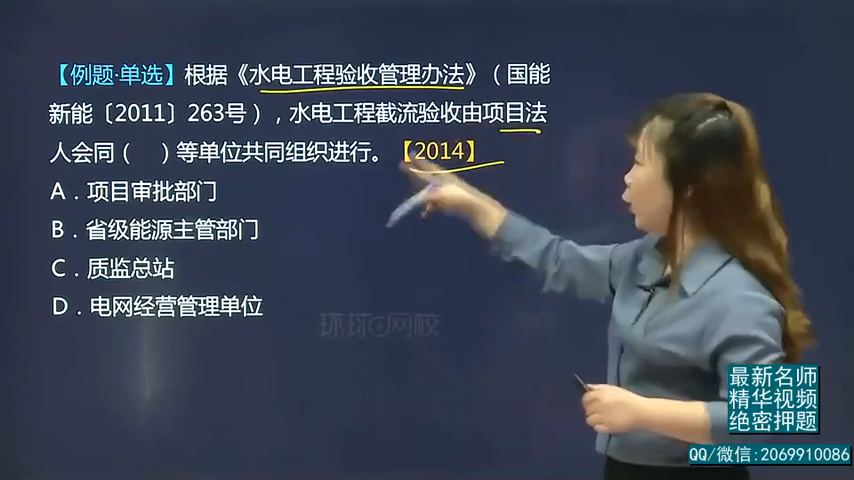 【例题·单选】根据《水电工程验收管理办法》（国能
新能〔2011〕263号），水电工程截流验收由项目法
人会同（　）等单位共同组织进行。【2014】
A．项目审批部门
B．省级能源主管部门
C．质监总站
D．电网经营管理单位
环球网校
最新名师
精华视频
绝密押题
QQ/微信:2069910086